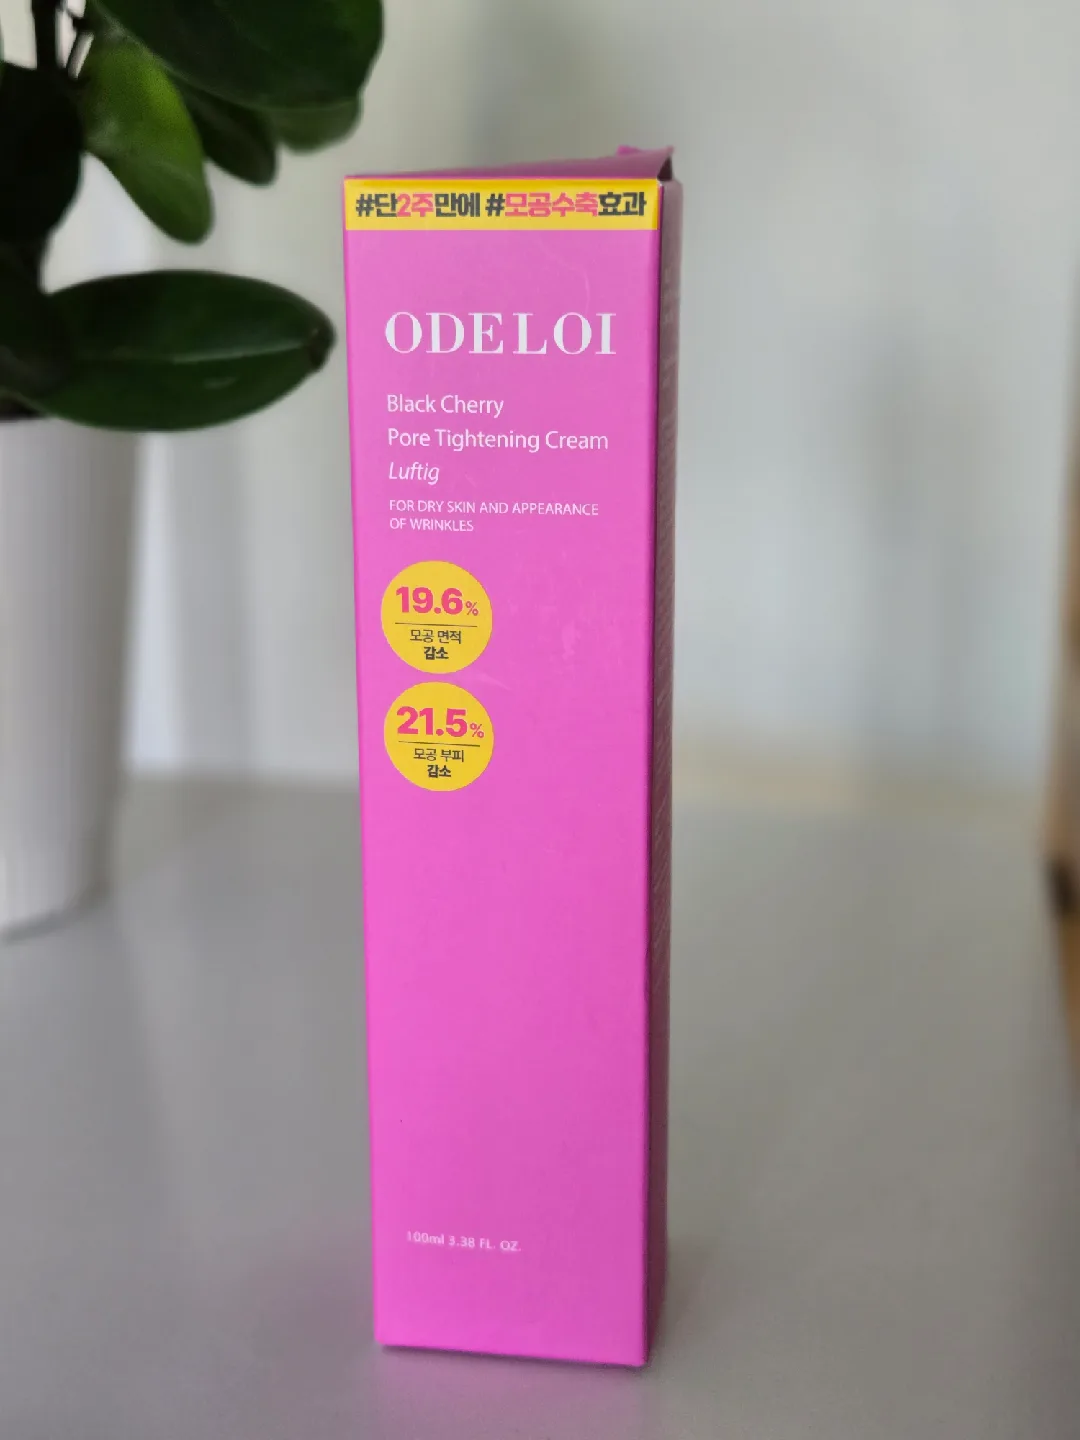 #단2주만에 #모공수축효과
ODELOI
Black Cherry
Pore Tightening Cream
Luftig
FOR DRY SKIN AND APPEARANCE
OF WRINKLES
19.6%
모공 면적
감소
21.5%
모공 부피
감소
100ml 3.38 FL. OZ.